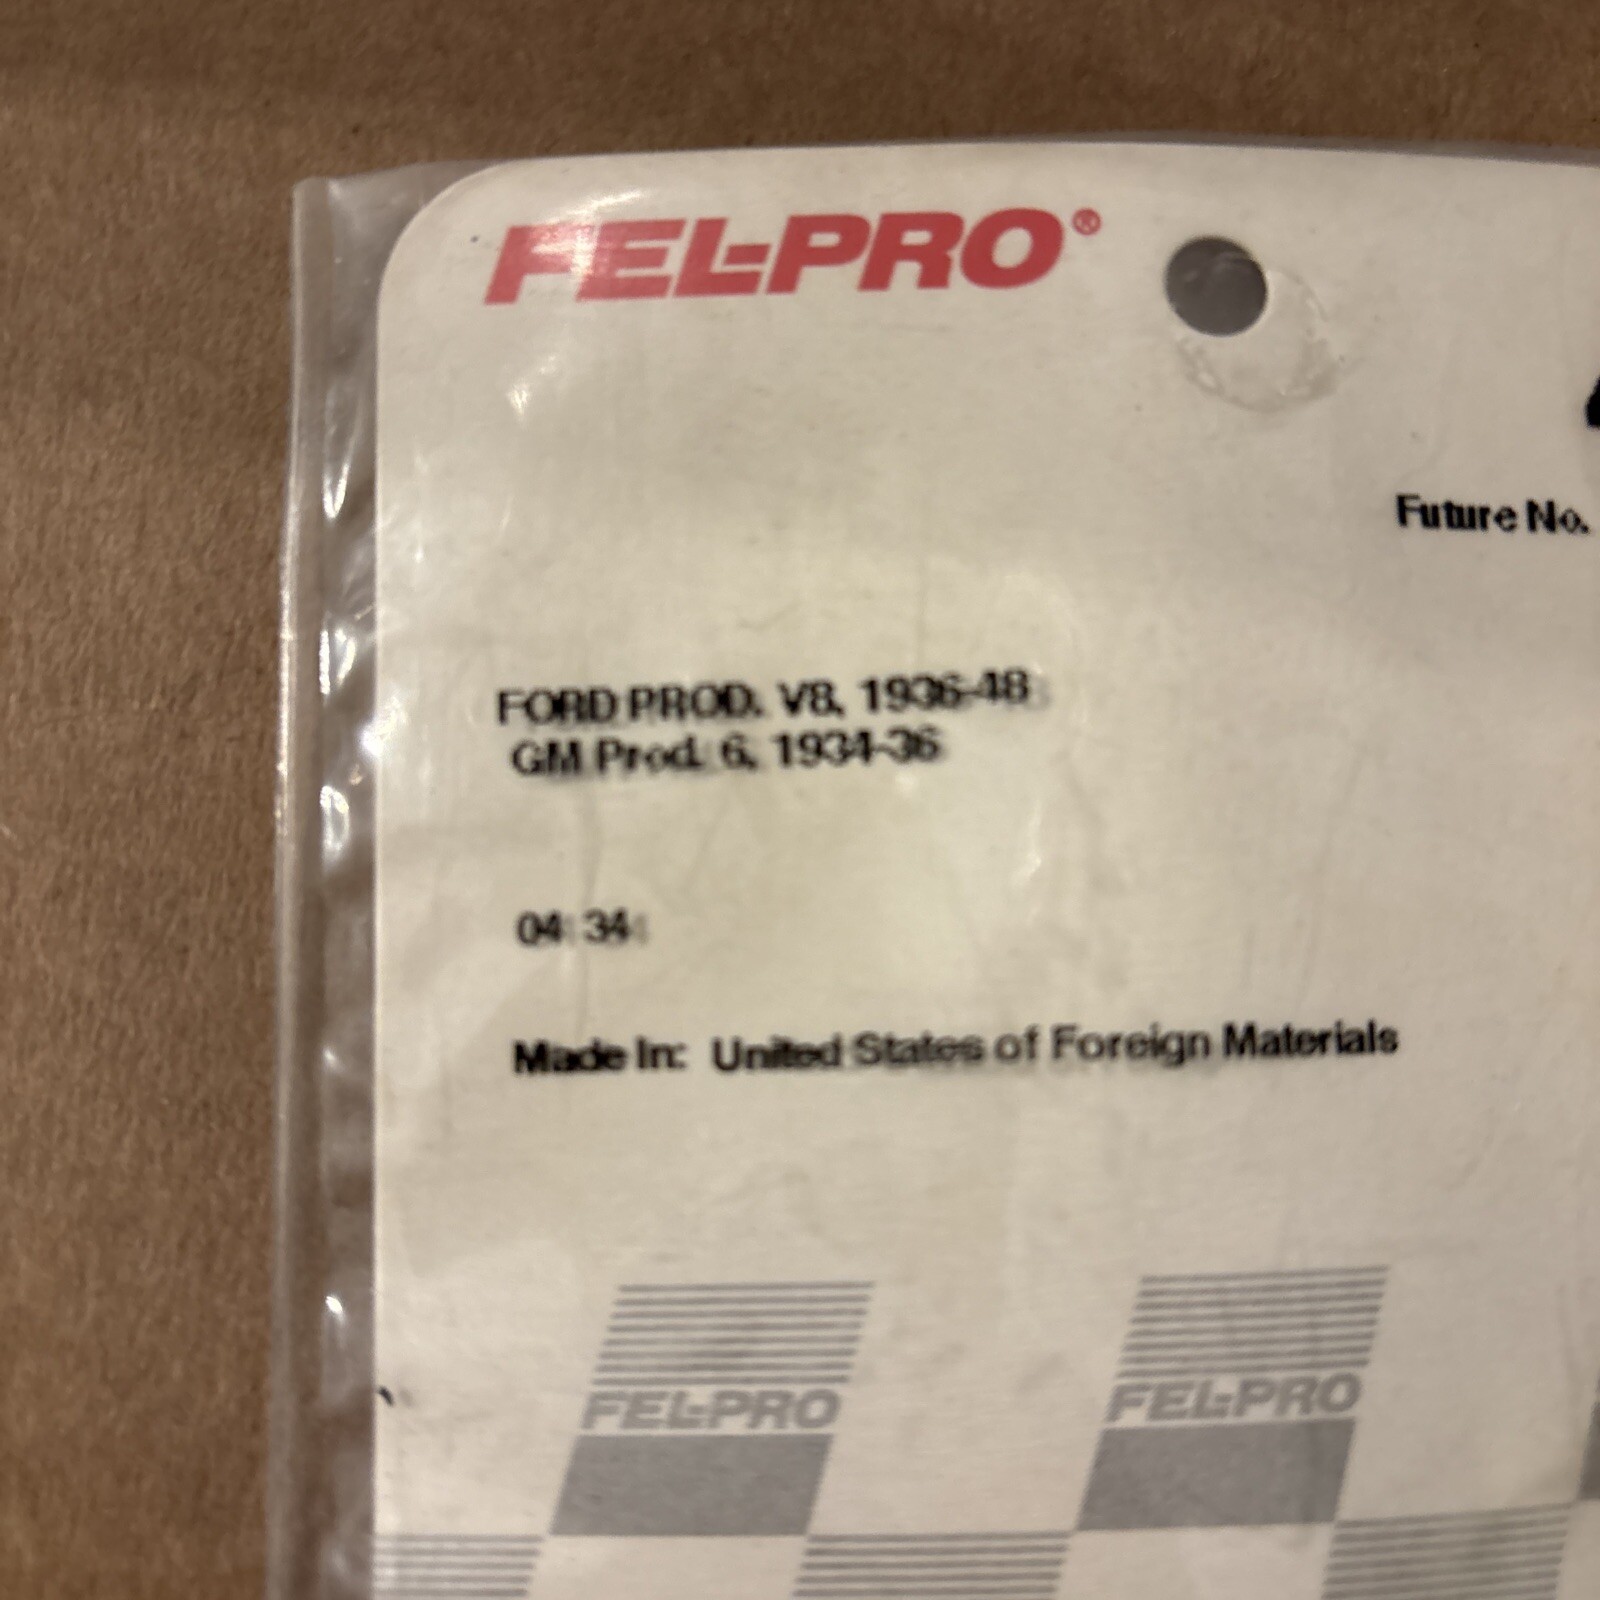 FEL-PRO®
Future No.
FORD PROD. V8, 1936-48
GM Prod. 6, 1934-36
04 34
Made In: United States of Foreign Materials
FEL-PRO FEL-PRO